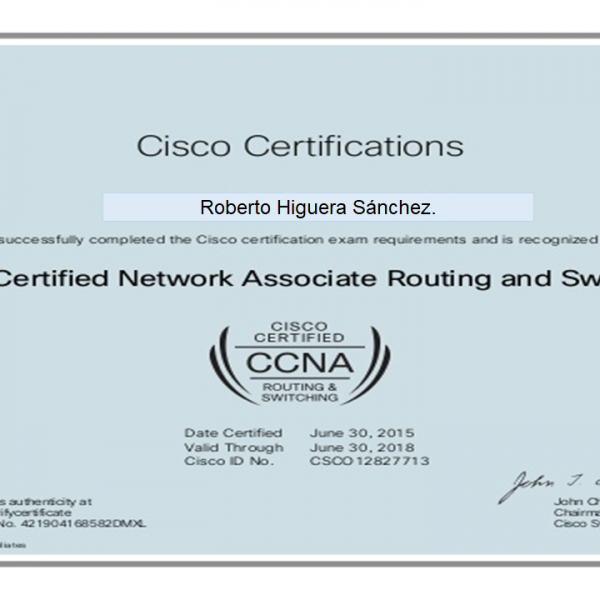 Cisco Certifications
Roberto Higuera Sánchez.
successfully completed the Cisco certification exam requirements and is recognized
Certified Network Associate Routing and Sw
CISCO
CERTIFIED
CCNA
ROUTING &
SWITCHING
Date Certified June 30, 2015
Valid Through June 30, 2018
Cisco ID No. CSCO12827713
John
s authenticity at
ifycertificate
No. 421904168582DMXL
John Ch
Chairma
Cisco S
iliates